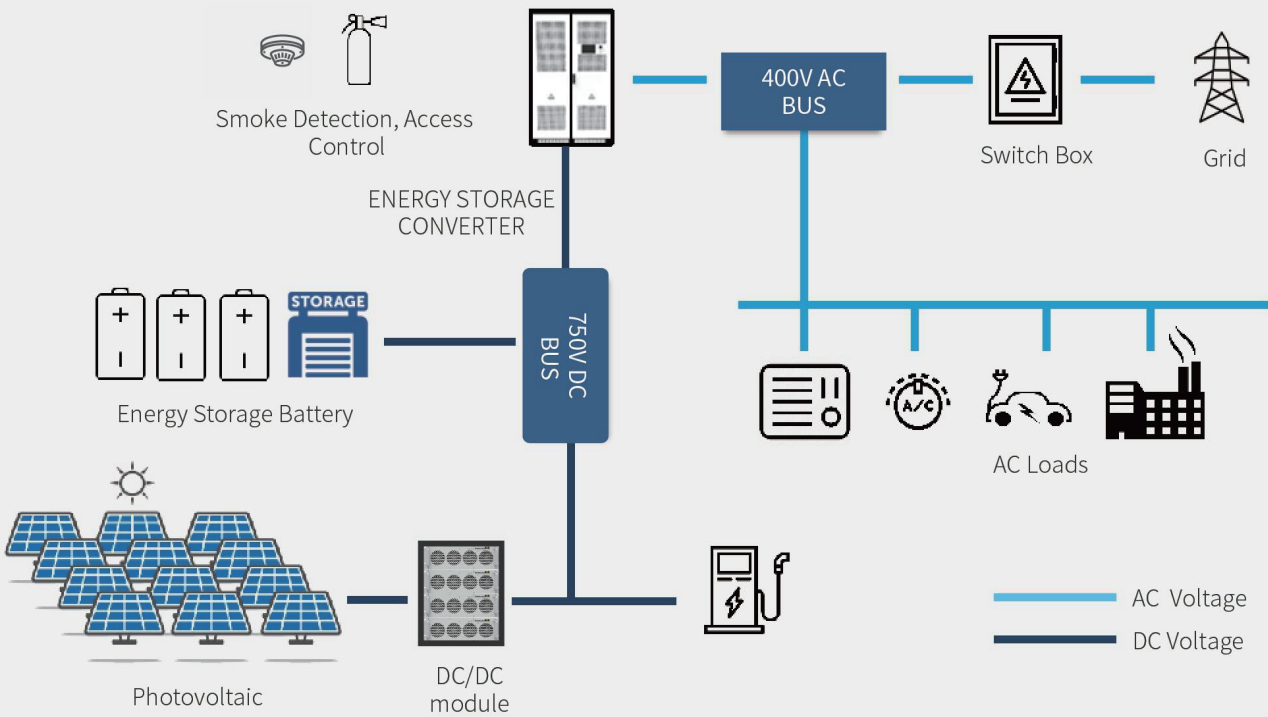 Smoke Detection, Access
Control
400V AC
BUS
Switch Box
Grid
ENERGY STORAGE
CONVERTER
STORAGE
750V DC
BUS
Energy Storage Battery
A/C
AC Loads
AC Voltage
DC Voltage
DC/DC
module
Photovoltaic